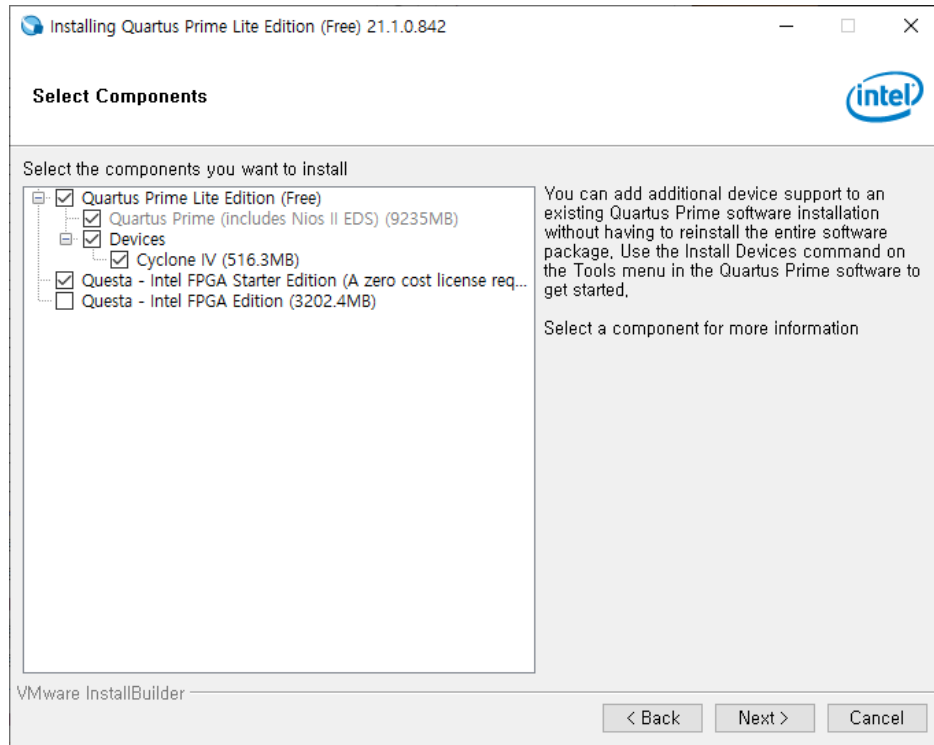 Installing Quartus Prime Lite Edition (Free) 21.1.0.842
Select Components
intel
Select the components you want to install
Quartus Prime Lite Edition (Free)
Quartus Prime (includes Nios II EDS) (9235MB)
Devices
Cyclone IV (516.3MB)
Questa - Intel FPGA Starter Edition (A zero cost license req...
Questa - Intel FPGA Edition (3202.4MB)
You can add additional device support to an
existing Quartus Prime software installation
without having to reinstall the entire software
package, Use the Install Devices command on
the Tools menu in the Quartus Prime software to
get started,
Select a component for more information
VMware InstallBuilder
< Back
Next >
Cancel